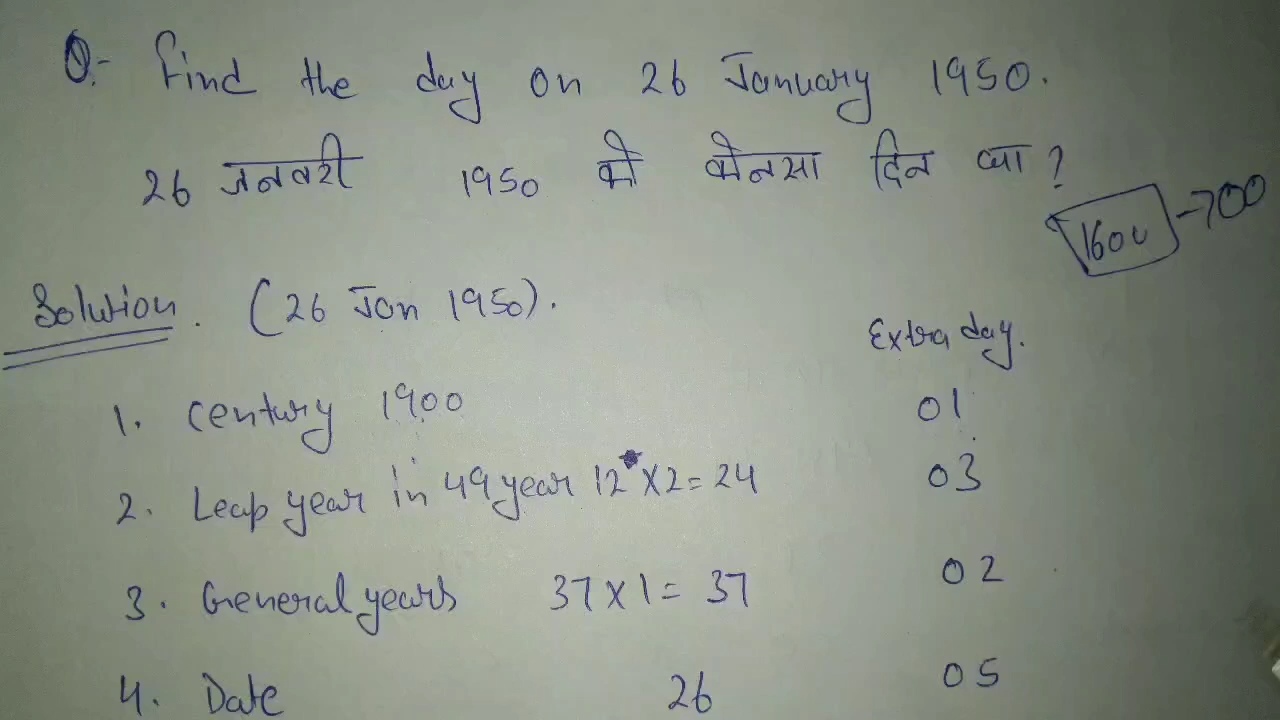 Q.- Find the day on 26 January 1950.
26 जनवरी 1950 को कोनसा दिन था ?
1600 -700
Solution. (26 Jan 1950).
Extra day.
1. Century 1900 01
2. Leap year in 49 year 12 X2 = 24 03
3. General years 37 X 1 = 37 02
4. Date 26 05